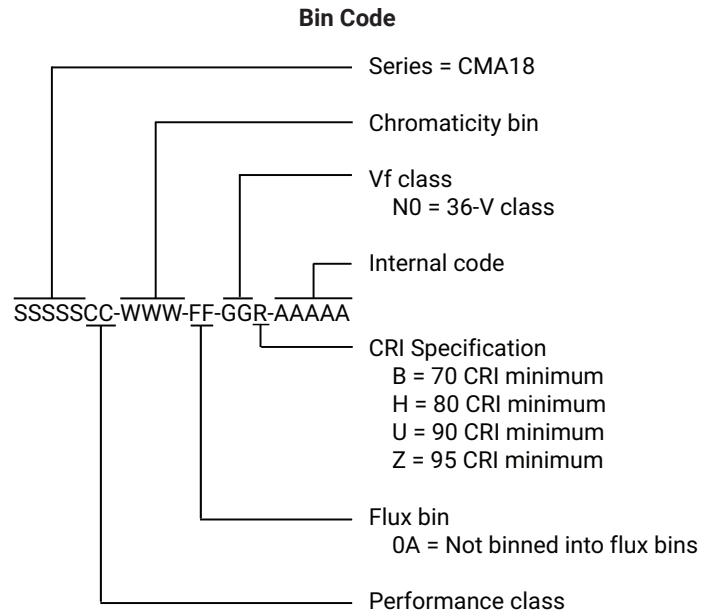 Bin Code
Series = CMA18
Chromaticity bin
Vf class
N0 = 36-V class
Internal code
SSSSSCC-WWW-FF-GGR-AAAAA
CRI Specification
B = 70 CRI minimum
H = 80 CRI minimum
U = 90 CRI minimum
Z = 95 CRI minimum
Flux bin
0A = Not binned into flux bins
Performance class